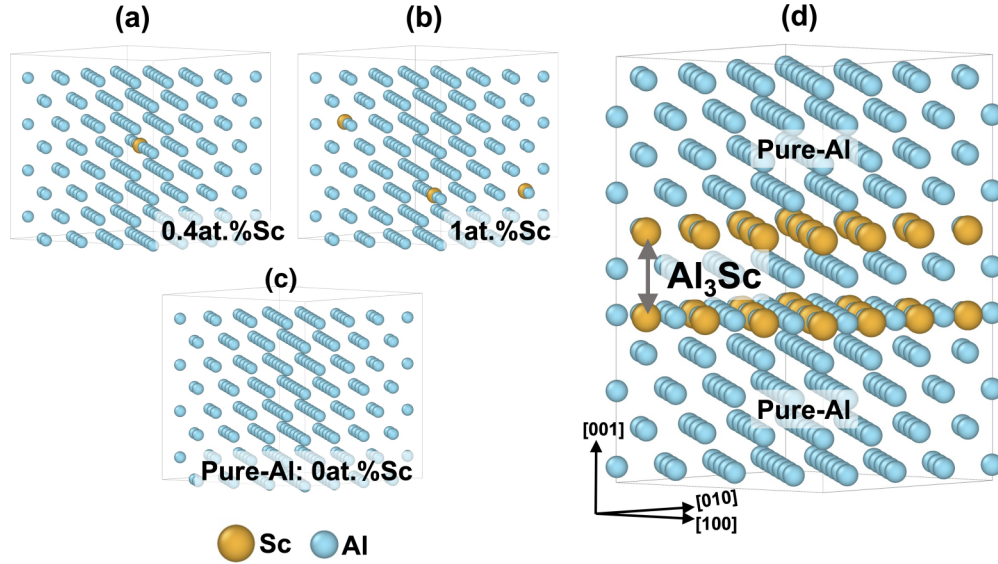 (a)
(b)
(d)
0.4at.%Sc
1at.%Sc
(c)
Pure-Al: 0at.%Sc
Sc
Al
Pure-Al
Al₃Sc
Pure-Al
[001]
[010]
[100]